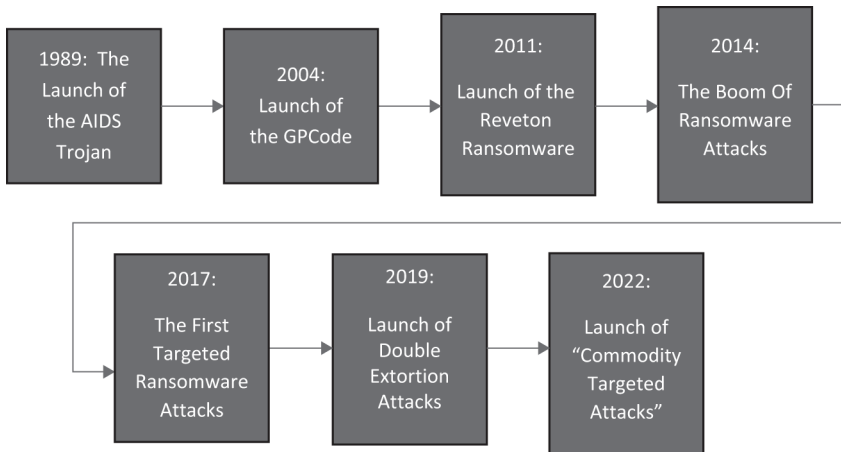 1989: The
Launch of
the AIDS
Trojan
2004:
Launch of
the GPCode
2011:
Launch of the
Reveton
Ransomware
2014:
The Boom Of
Ransomware
Attacks
2017:
The First
Targeted
Ransomware
Attacks
2019:
Launch of
Double
Extortion
Attacks
2022:
Launch of
“Commodity
Targeted
Attacks”